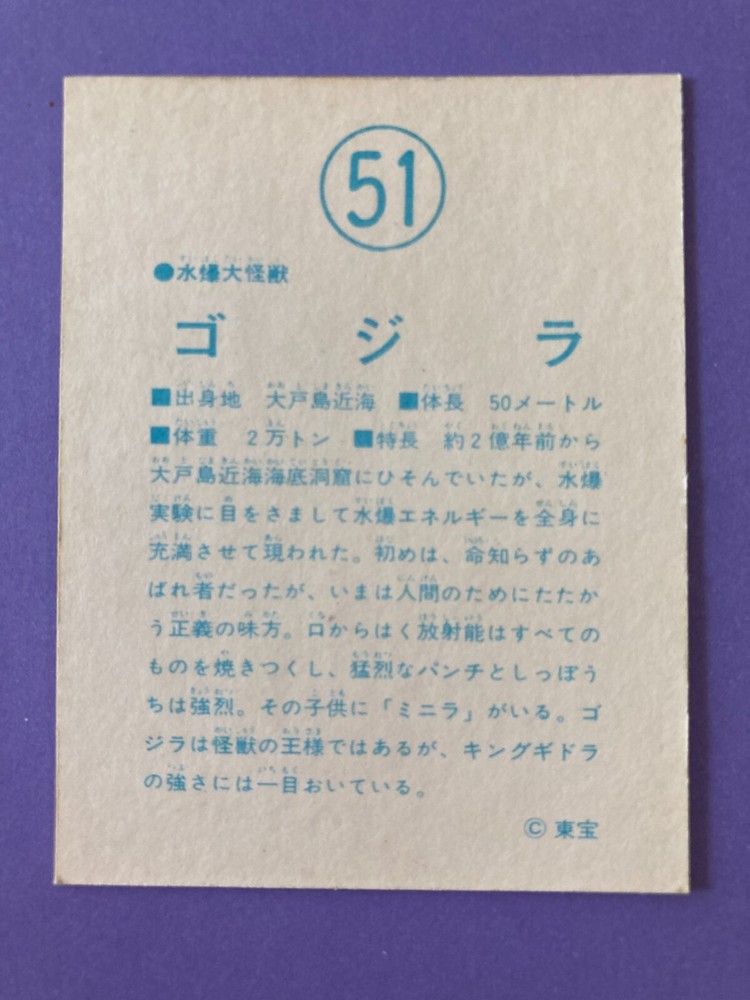 51
●水爆大怪獣
ゴジラ
■出身地　大戸島近海　■体長　50メートル
■体重　2万トン　■特長　約2億年前から
大戸島近海海底洞窟にひそんでいたが、水爆
実験に目をさまして水爆エネルギーを全身に
充満させて現われた。初めは、命知らずのあ
ばれ者だったが、いまは人間のためにたたか
う正義の味方。口からはく放射能はすべての
ものを焼きつくし、猛烈なパンチとしっぽう
ちは強烈。その子供に「ミニラ」がいる。ゴ
ジラは怪獣の王様ではあるが、キングギドラ
の強さには一目おいている。
© 東宝